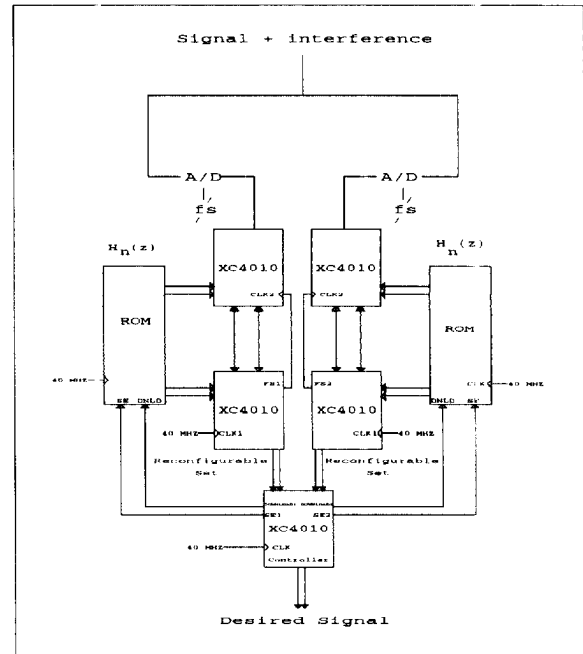 Signal + interference
A/D
A/D
fs
fs
H_n(z)
H_n(z)
XC4010
XC4010
CLK2
CLK2
ROM
ROM
40 MHZ
CLK
40 MHZ
SE
DNLD
FS1
FS2
DNLD
SE
XC4010
XC4010
40 MHZ
CLK1
CLK1
40 MHZ
Reconfigurable
Set
Reconfigurable
Set
SE1
SE2
XC4010
40 MHZ
CLK
Controller
Desired Signal